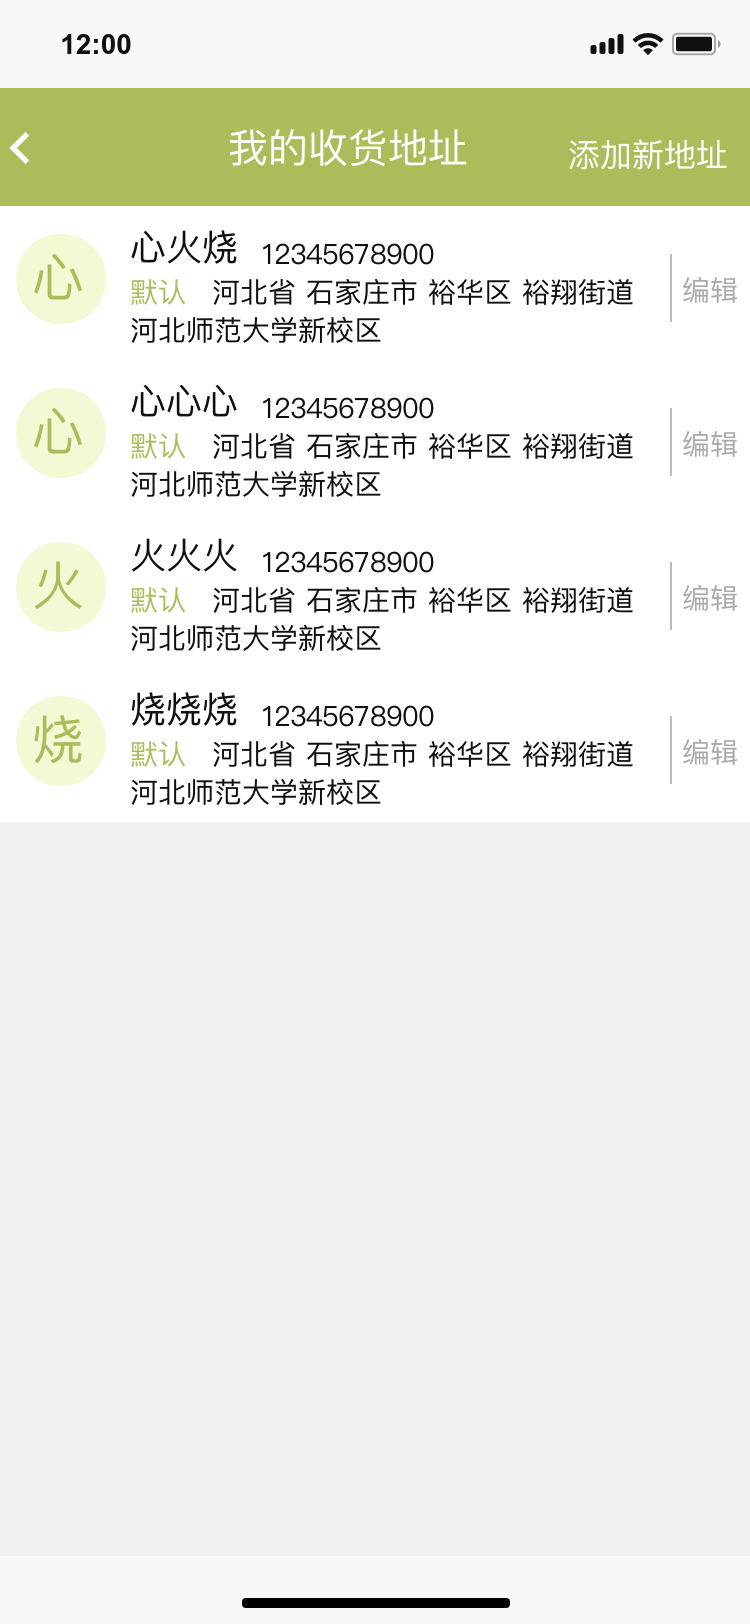 12:00
我的收货地址 添加新地址
心 心火烧 12345678900
默认 河北省 石家庄市 裕华区 裕翔街道 编辑
河北师范大学新校区
心 心心心 12345678900
默认 河北省 石家庄市 裕华区 裕翔街道 编辑
河北师范大学新校区
火 火火火 12345678900
默认 河北省 石家庄市 裕华区 裕翔街道 编辑
河北师范大学新校区
烧 烧烧烧 12345678900
默认 河北省 石家庄市 裕华区 裕翔街道 编辑
河北师范大学新校区